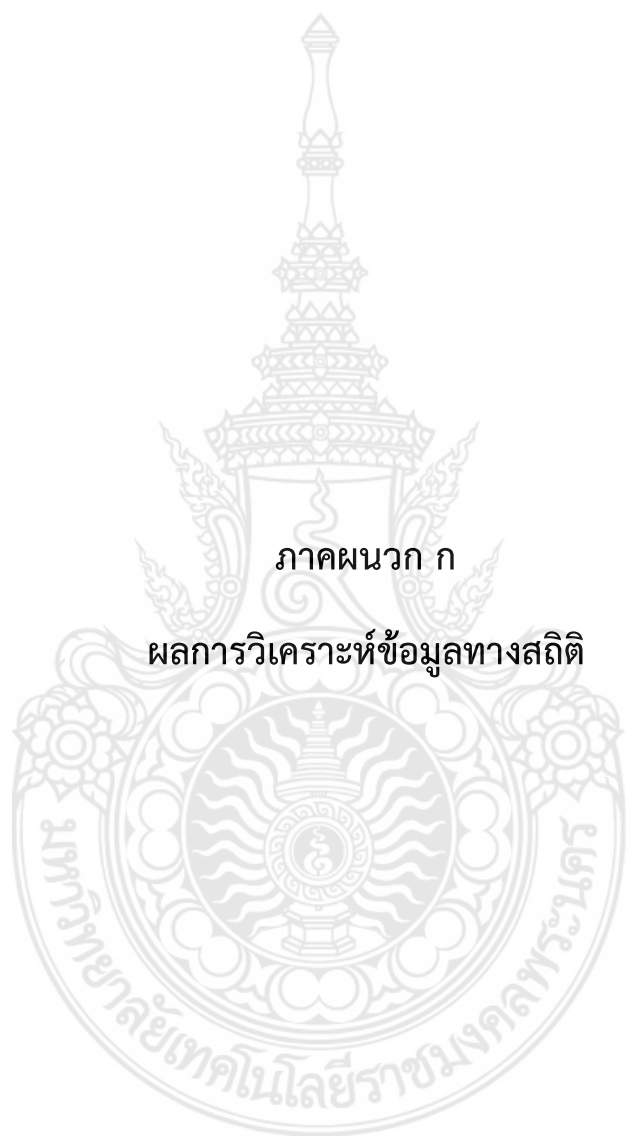 ภาคผนวก ก
ผลการวิเคราะห์ข้อมูลทางสถิติ
มหาวิทยาลัยเทคโนโลยีราชมงคลพระนคร